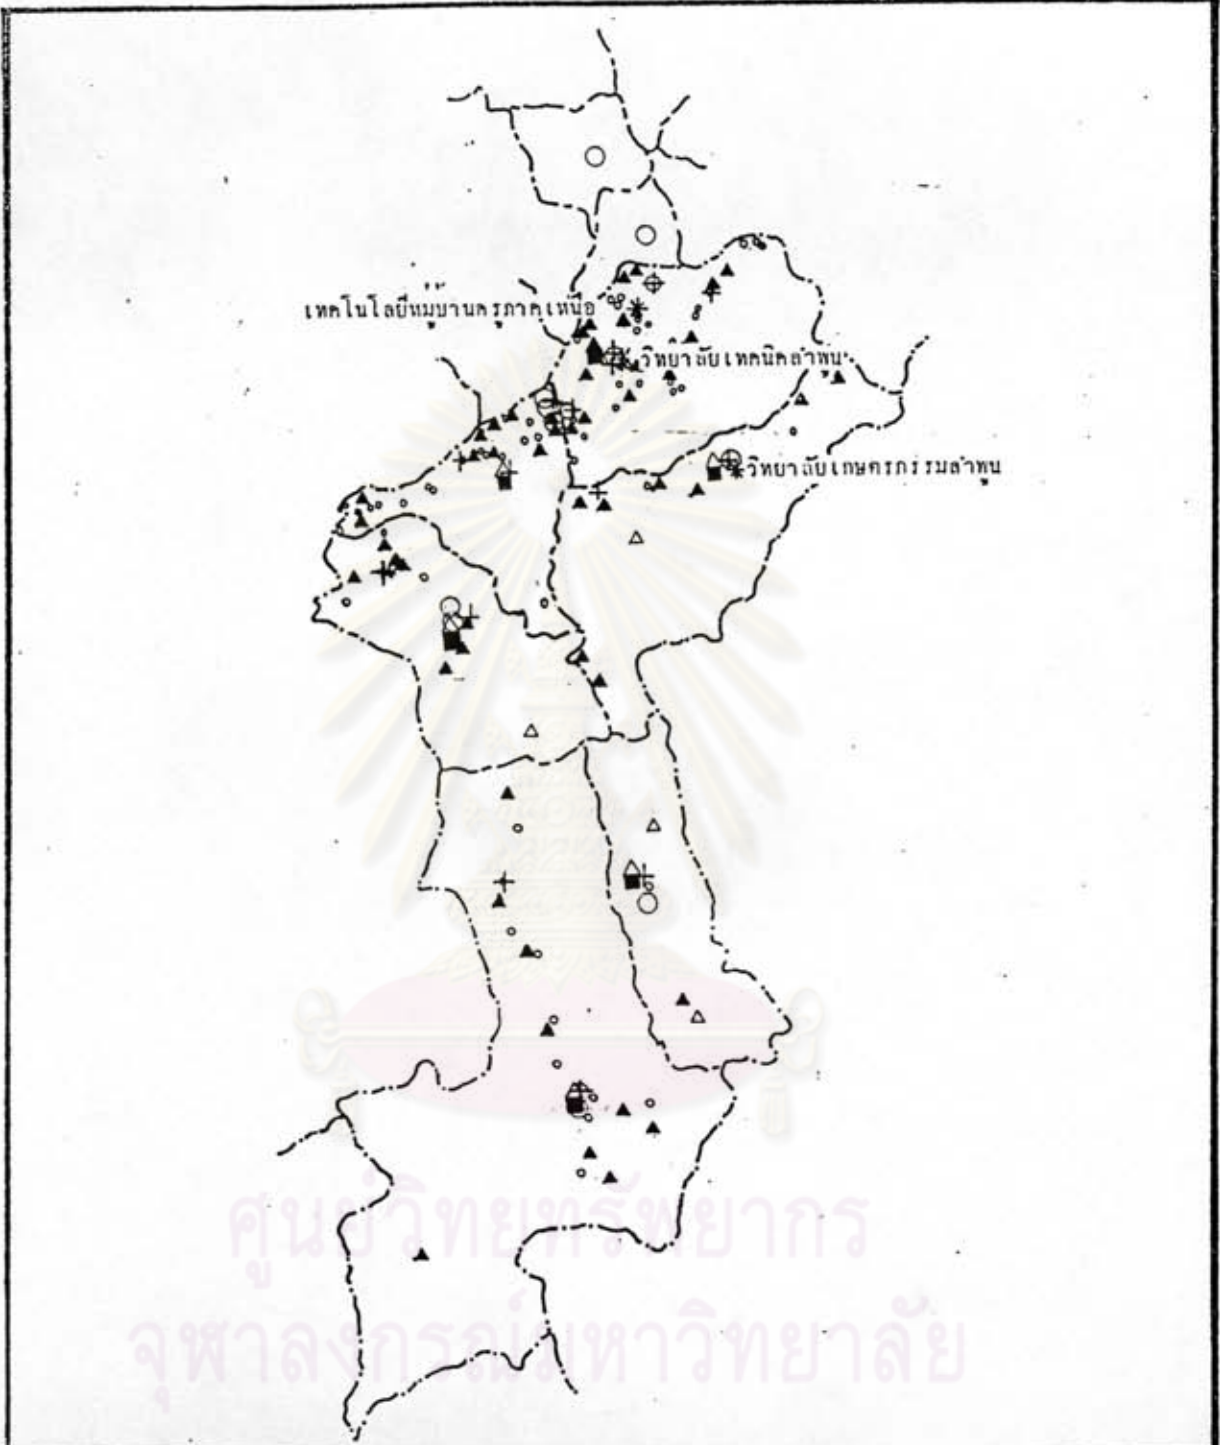 เทคโนโลยีหมู่บ้านครูภาคเหนือ
วิทยาลัยเทคนิคลำพูน
วิทยาลัยเกษตรกรรมลำพูน
ศูนย์วิทยทรัพยากร
จุฬาลงกรณ์มหาวิทยาลัย